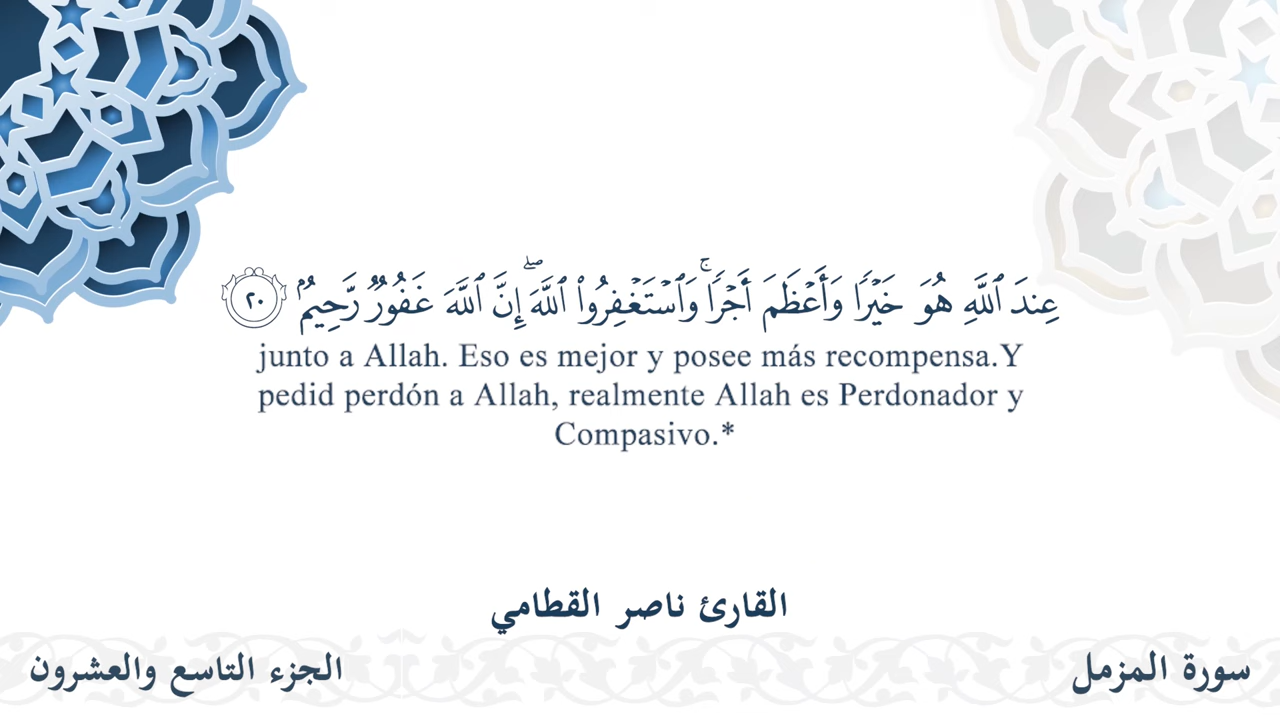 عِندَ ٱللَّهِ هُوَ خَيْرًا وَأَعْظَمَ أَجْرًا ۚ وَٱسْتَغْفِرُوا۟ ٱللَّهَ ۖ إِنَّ ٱللَّهَ غَفُورٌ رَّحِيمٌۢ ٢٠
junto a Allah. Eso es mejor y posee más recompensa.Y
pedid perdón a Allah, realmente Allah es Perdonador y
Compasivo.*
القارئ ناصر القطامي
سورة المزمل
الجزء التاسع والعشرون